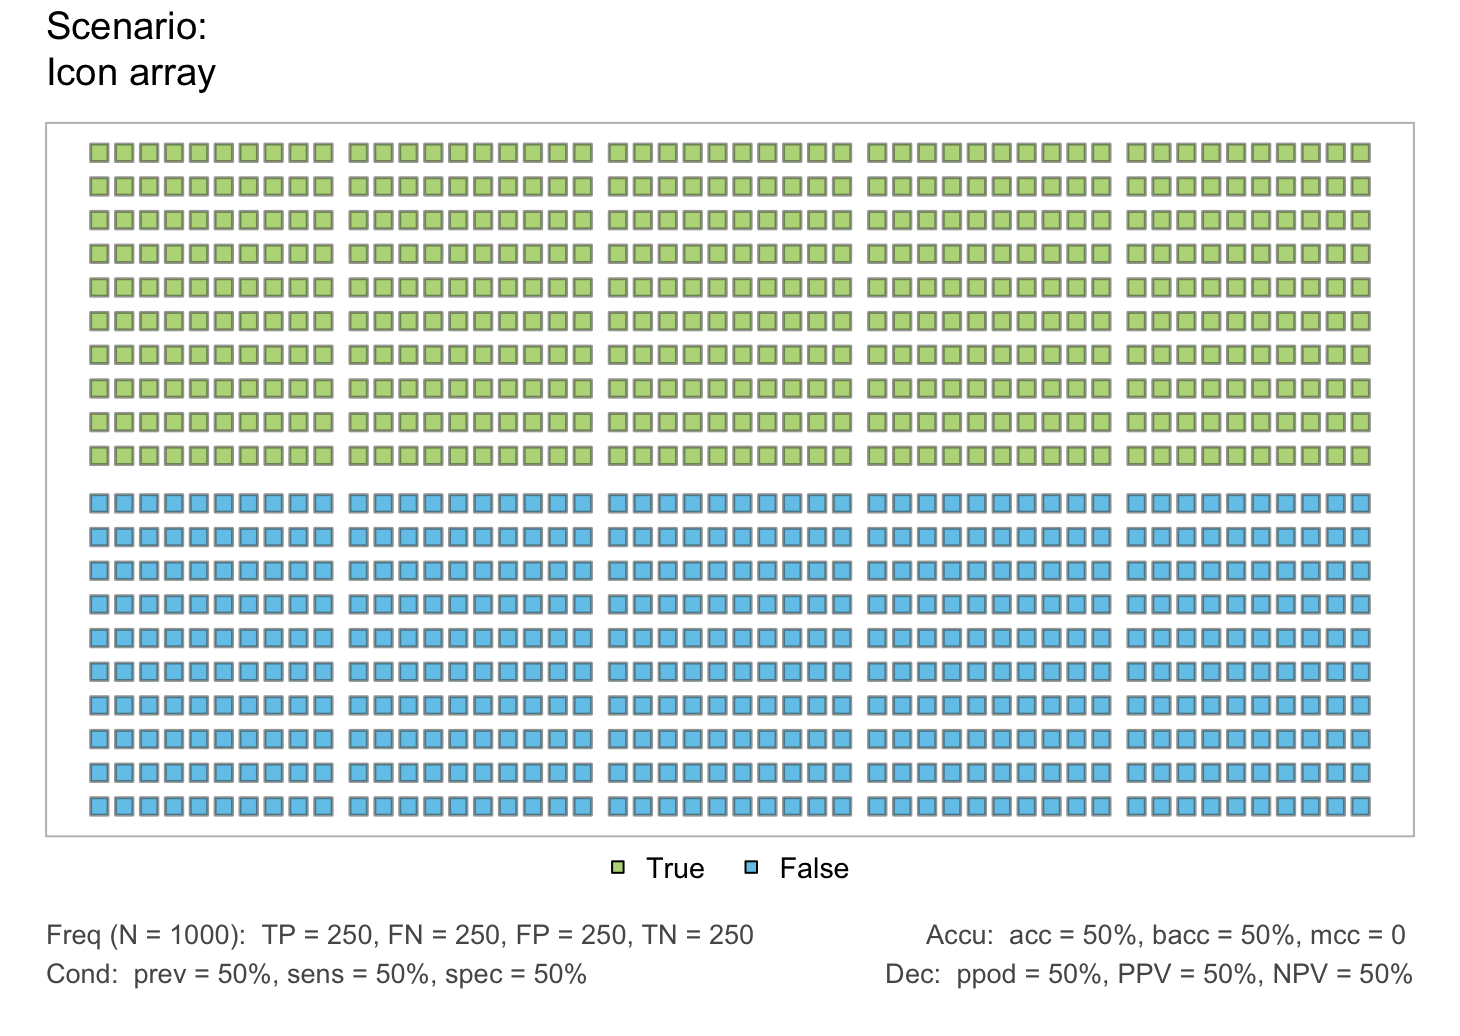 Scenario:
Icon array
True False
Freq (N = 1000): TP = 250, FN = 250, FP = 250, TN = 250
Accu: acc = 50%, bacc = 50%, mcc = 0
Cond: prev = 50%, sens = 50%, spec = 50%
Dec: ppod = 50%, PPV = 50%, NPV = 50%